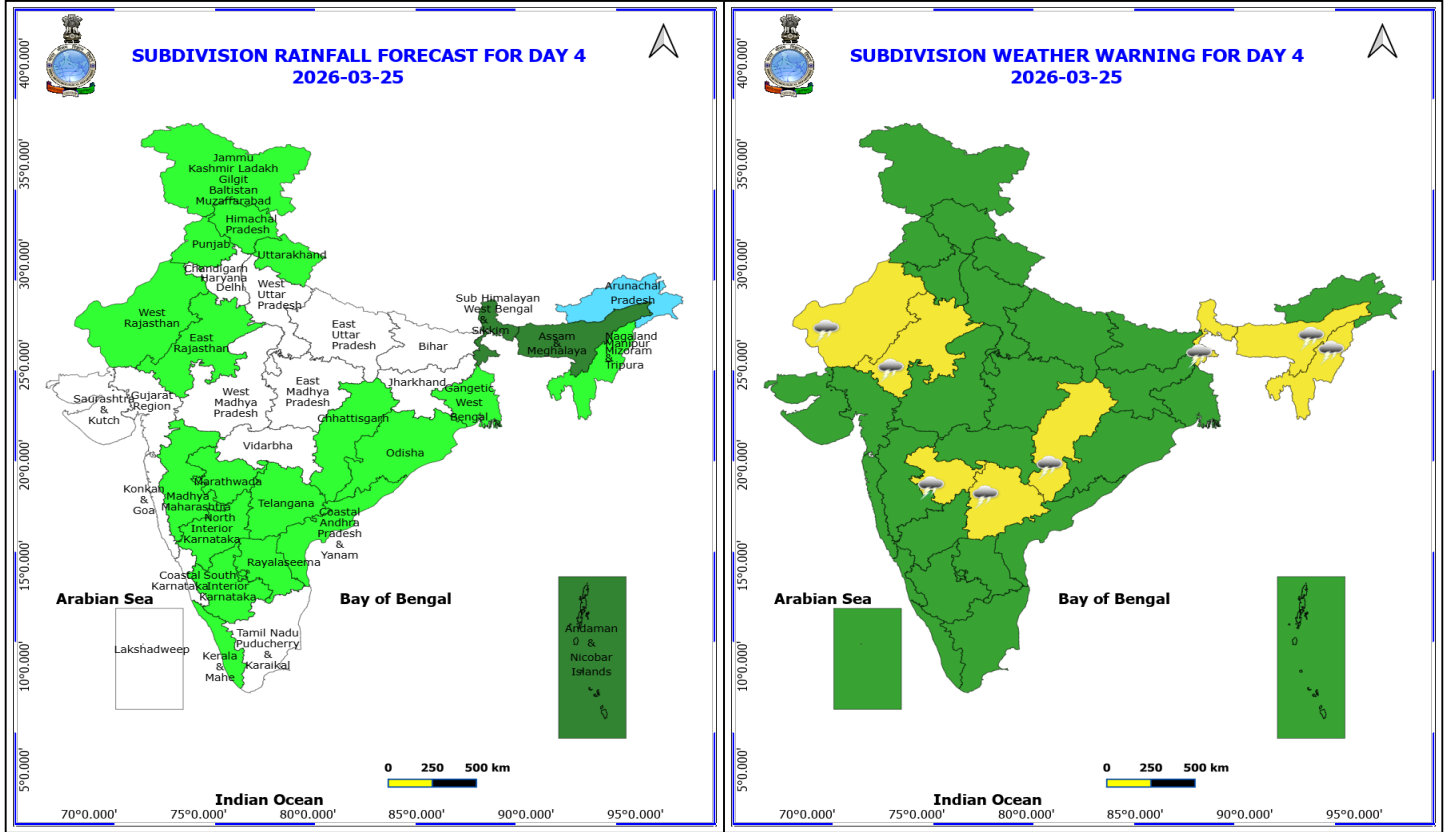 SUBDIVISION RAINFALL FORECAST FOR DAY 4
2026-03-25
40°0.000'
35°0.000'
30°0.000'
25°0.000'
20°0.000'
15°0.000'
10°0.000'
5°0.000'
Jammu
Kashmir Ladakh
Gilgit
Baltistan
Muzaffarabad
Himachal
Pradesh
Punjab
Uttarakhand
Chandigarh
Haryana
Delhi
West
Uttar
Pradesh
West
Rajasthan
East
Rajasthan
East
Uttar
Pradesh
Bihar
Sub Himalayan
West Bengal
&
Sikkim
Arunachal
Pradesh
Assam
&
Meghalaya
Nagaland
Manipur
Mizoram
&
Tripura
Saurashtra
&
Kutch
Gujarat
Region
West
Madhya
Pradesh
East
Madhya
Pradesh
Jharkhand
Gangetic
West
Bengal
Chhattisgarh
Vidarbha
Odisha
Konkan
&
Goa
Marathwada
Madhya
Maharashtra
Telangana
North
Interior
Karnataka
Coastal
Andhra
Pradesh
&
Yanam
Rayalaseema
Coastal
Karnataka
South
Interior
Karnataka
Tamil Nadu
Puducherry
&
Karaikal
Kerala
&
Mahe
Lakshadweep
Andaman
&
Nicobar
Islands
Arabian Sea
Bay of Bengal
Indian Ocean
0 250 500 km
70°0.000' 75°0.000' 80°0.000' 85°0.000' 90°0.000' 95°0.000'
SUBDIVISION WEATHER WARNING FOR DAY 4
2026-03-25
40°0.000'
35°0.000'
30°0.000'
25°0.000'
20°0.000'
15°0.000'
10°0.000'
5°0.000'
Arabian Sea
Bay of Bengal
Indian Ocean
0 250 500 km
70°0.000' 75°0.000' 80°0.000' 85°0.000' 90°0.000' 95°0.000'